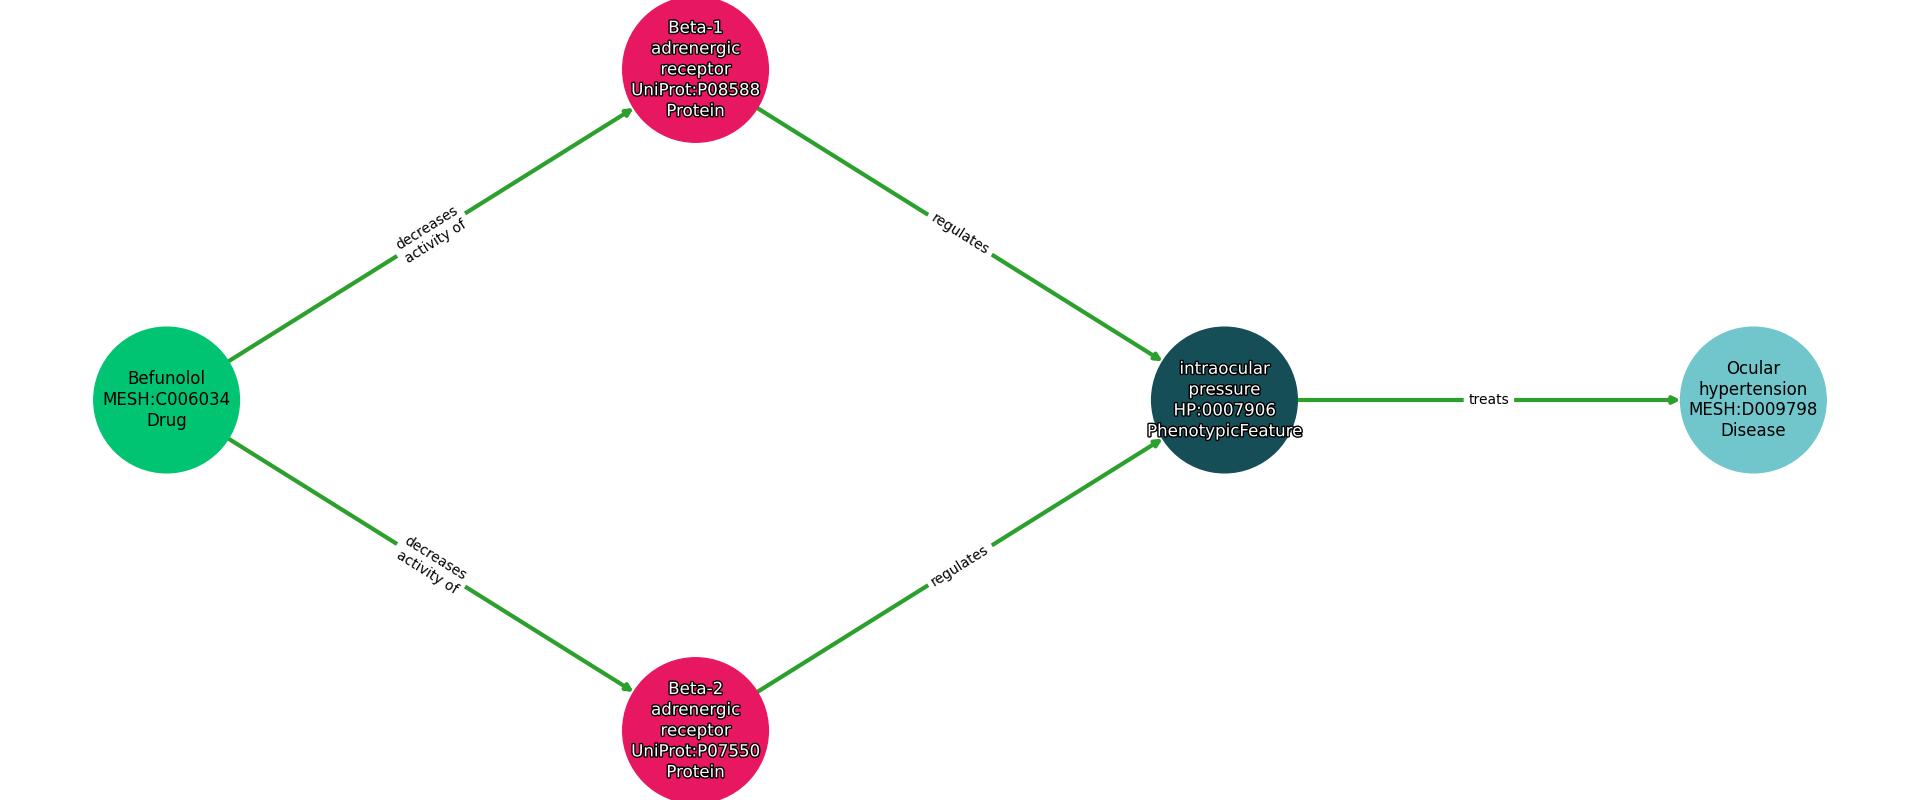 Beta-1
adrenergic
receptor
UniProt:P08588
Protein
decreases
activity of
regulates
Befunolol
MESH:C006034
Drug
intraocular
pressure
HP:0007906
PhenotypicFeature
treats
Ocular
hypertension
MESH:D009798
Disease
decreases
activity of
regulates
Beta-2
adrenergic
receptor
UniProt:P07550
Protein